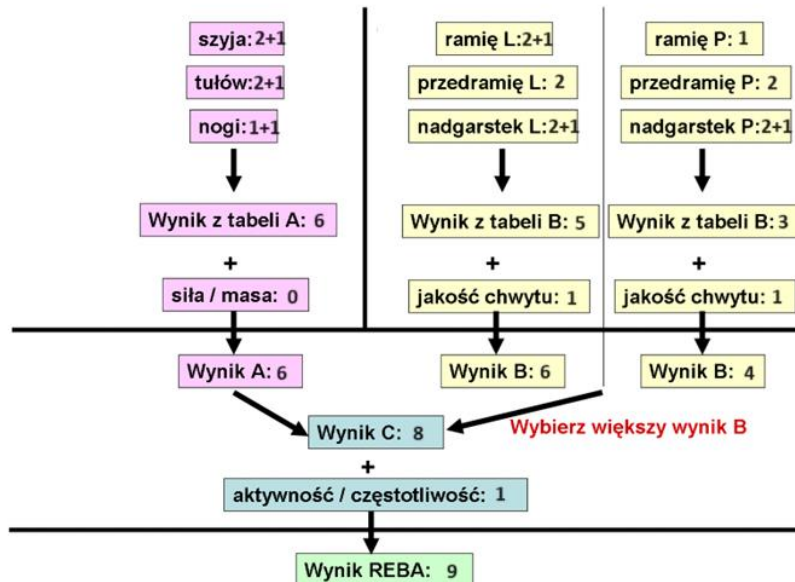 szyja: 2+1
tułów: 2+1
nogi: 1+1
Wynik z tabeli A: 6
+
siła / masa: 0
Wynik A: 6
ramię L: 2+1
przedramię L: 2
nadgarstek L: 2+1
Wynik z tabeli B: 5
+
jakość chwytu: 1
Wynik B: 6
ramię P: 1
przedramię P: 2
nadgarstek P: 2+1
Wynik z tabeli B: 3
+
jakość chwytu: 1
Wynik B: 4
Wybierz większy wynik B
Wynik C: 8
+
aktywność / częstotliwość: 1
Wynik REBA: 9